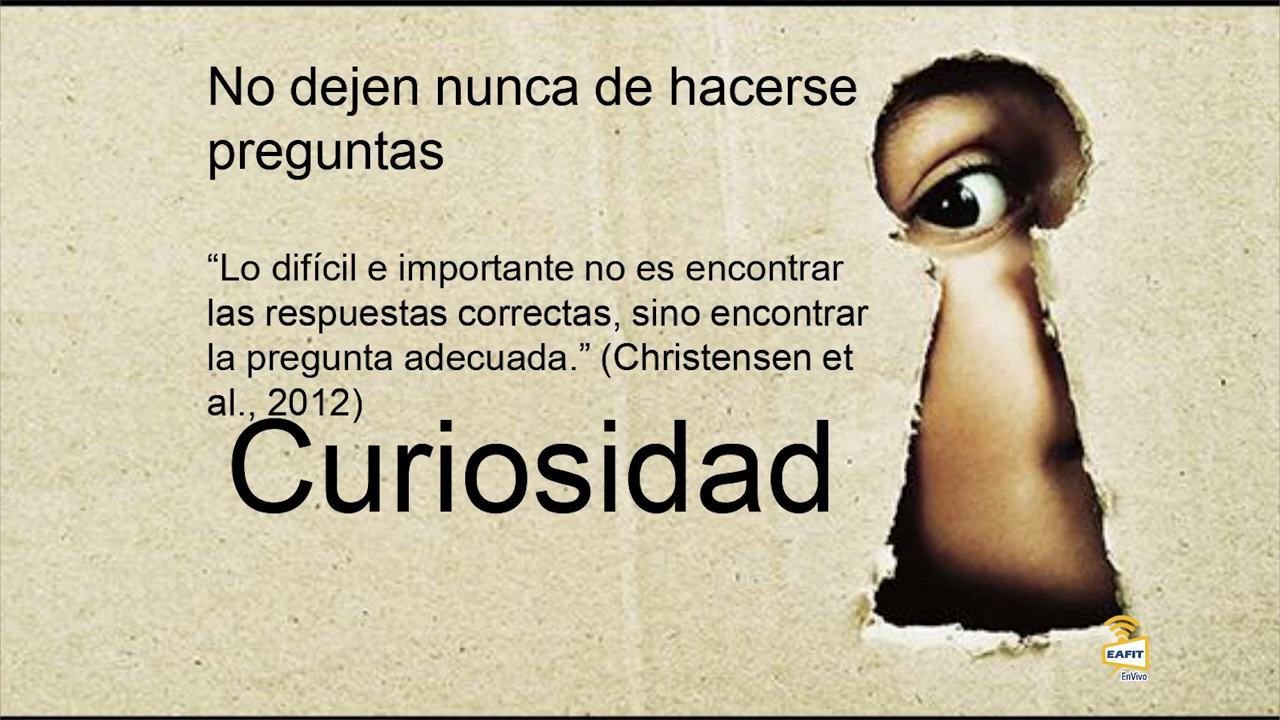 No dejen nunca de hacerse
preguntas
“Lo difícil e importante no es encontrar
las respuestas correctas, sino encontrar
la pregunta adecuada.” (Christensen et
al., 2012)
Curiosidad
EAFIT
EnVivo